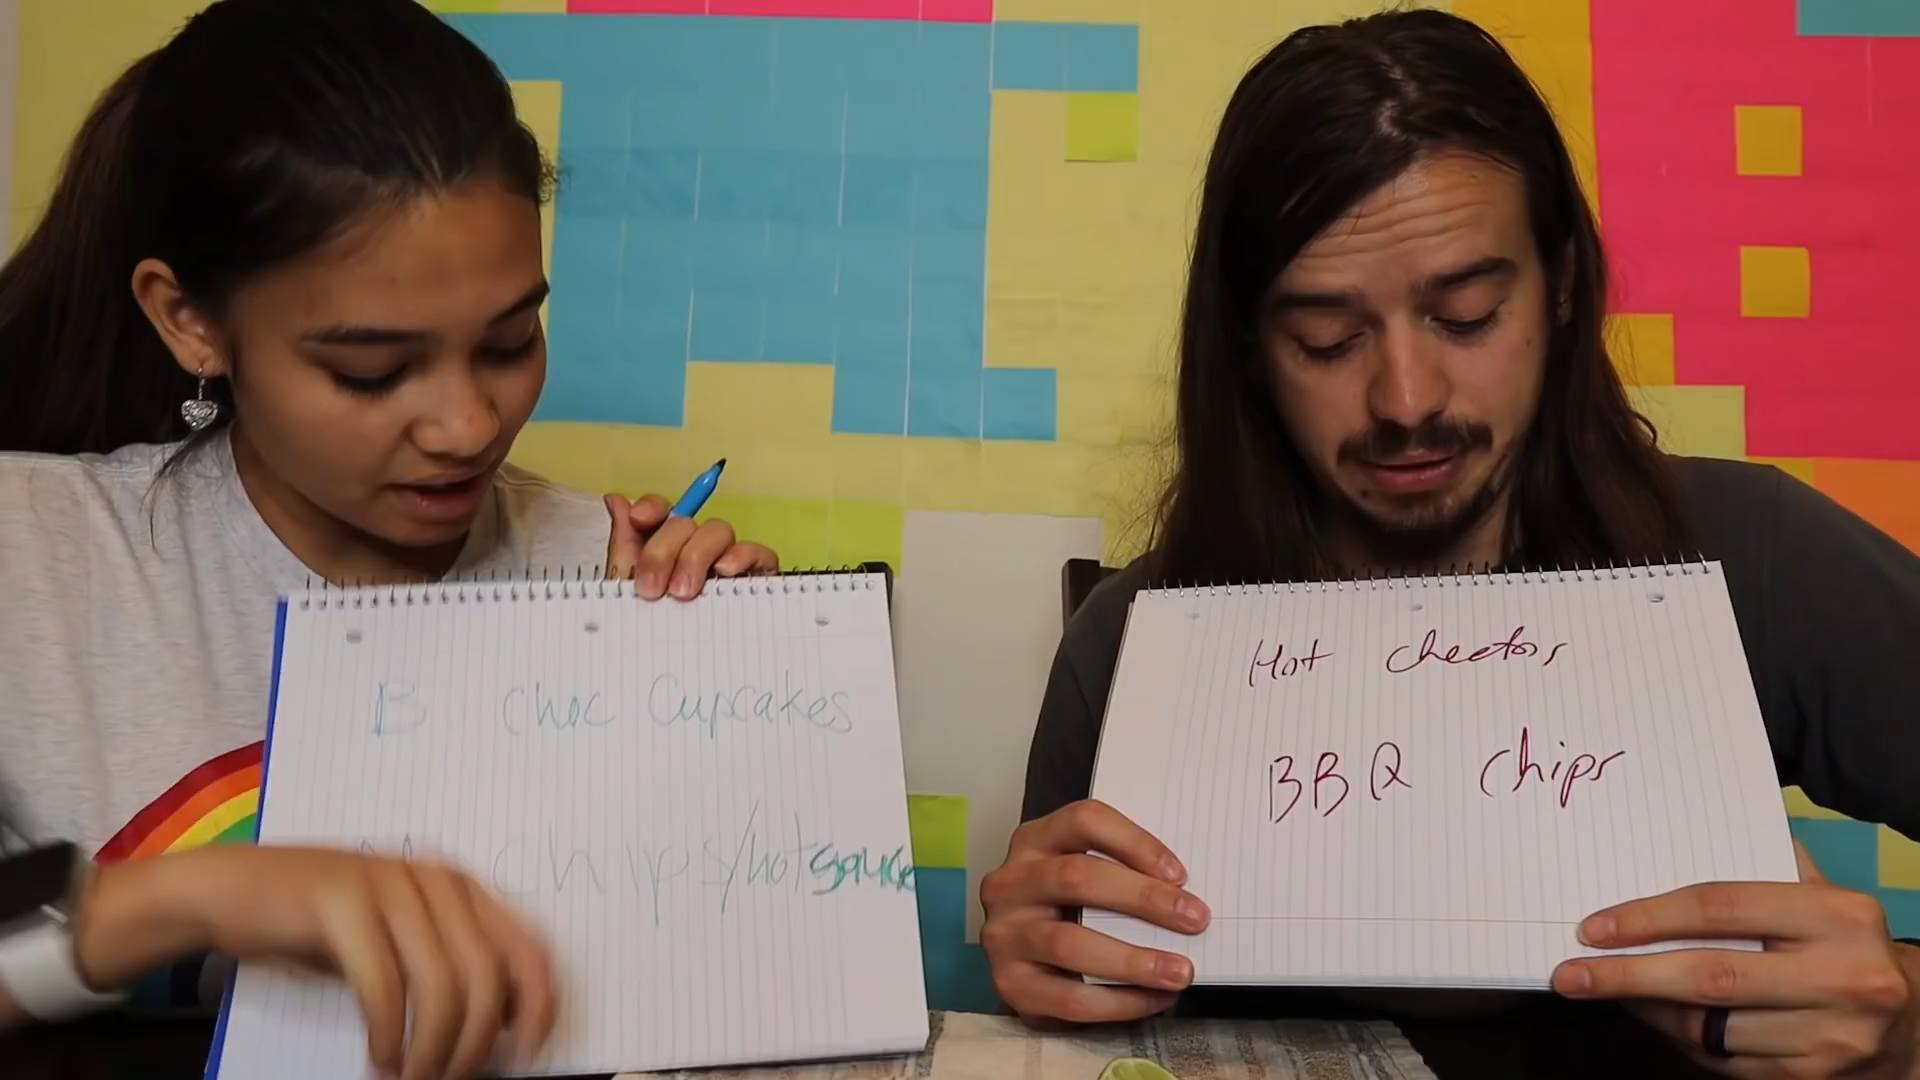 B choc Cupcakes
chips/hot sauce
Hot cheetos
BBQ chips